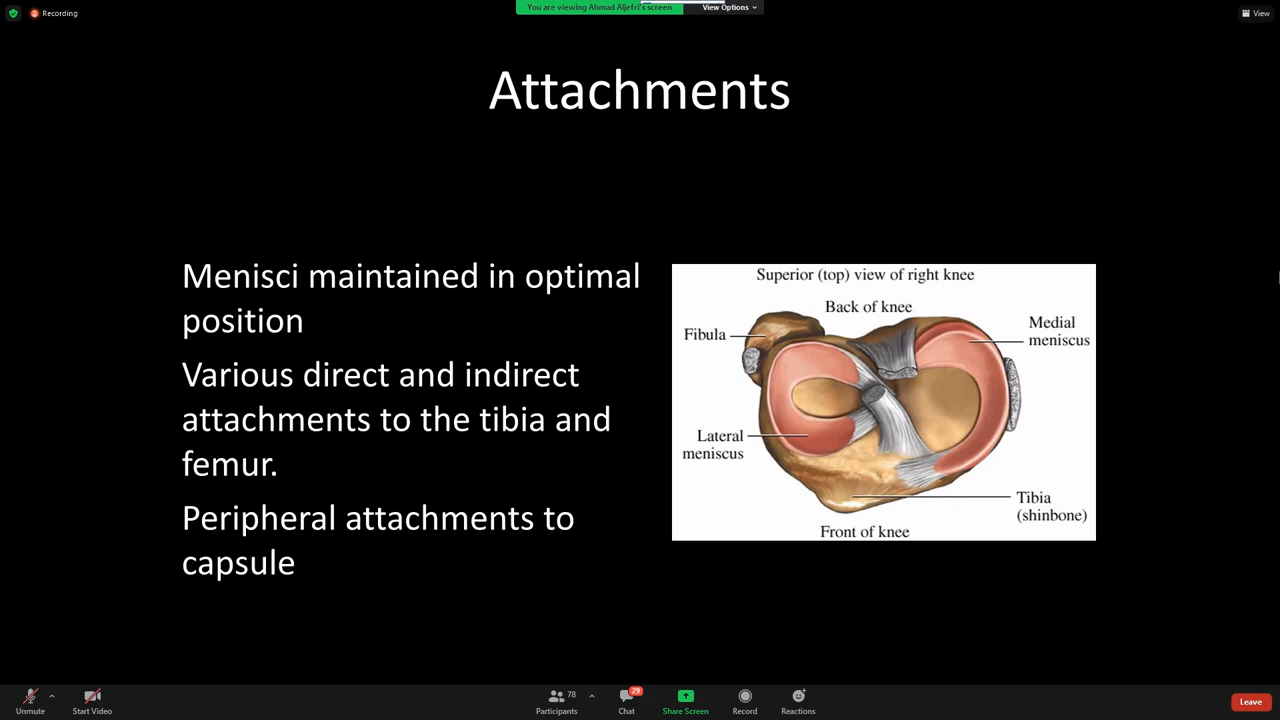 Recording
You are viewing Ahmad Aljefri's screen
View Options
View
Attachments
Menisci maintained in optimal
position
Various direct and indirect
attachments to the tibia and
femur.
Peripheral attachments to
capsule
Superior (top) view of right knee
Back of knee
Fibula
Medial
meniscus
Lateral
meniscus
Tibia
(shinbone)
Front of knee
Unmute
Start Video
Participants
78
Chat
29
Share Screen
Record
Reactions
Leave